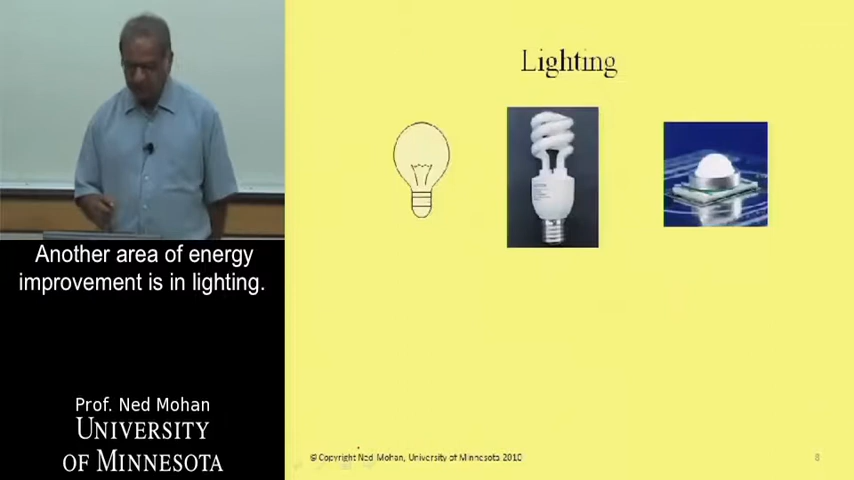 Lighting
Another area of energy
improvement is in lighting.
Prof. Ned Mohan
UNIVERSITY
OF MINNESOTA
© Copyright Ned Mohan, University of Minnesota 2010
8